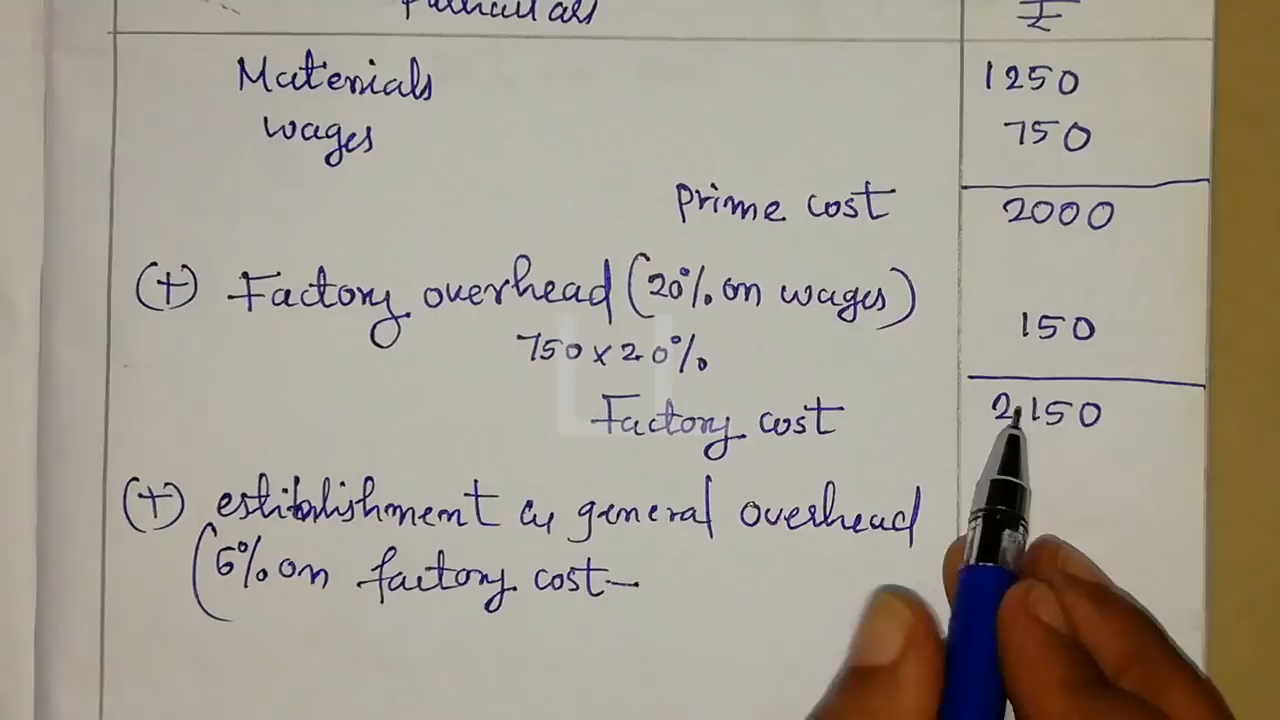 Particulars ₹
Materials 1250
wages 750
prime cost 2000
(+) Factory overhead (20% on wages) 150
750 x 20%
Factory cost 2150
(+) establishment & general overhead
(6% on factory cost